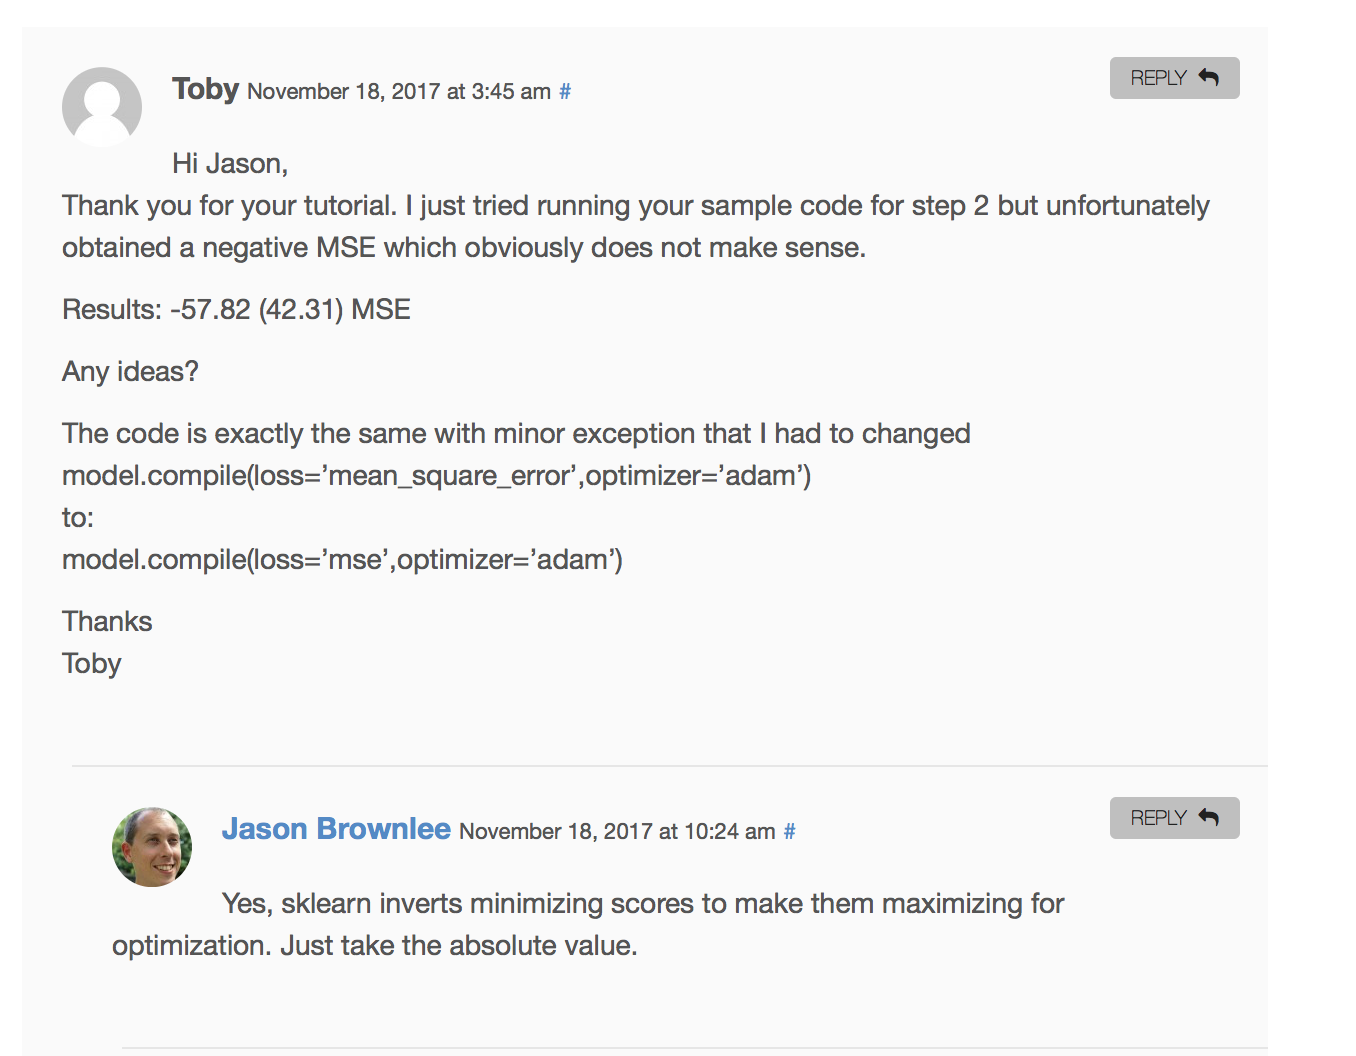 Toby November 18, 2017 at 3:45 am #
REPLY
Hi Jason,
Thank you for your tutorial. I just tried running your sample code for step 2 but unfortunately
obtained a negative MSE which obviously does not make sense.
Results: -57.82 (42.31) MSE
Any ideas?
The code is exactly the same with minor exception that I had to changed
model.compile(loss=’mean_square_error’,optimizer=’adam’)
to:
model.compile(loss=’mse’,optimizer=’adam’)
Thanks
Toby
Jason Brownlee November 18, 2017 at 10:24 am #
REPLY
Yes, sklearn inverts minimizing scores to make them maximizing for
optimization. Just take the absolute value.